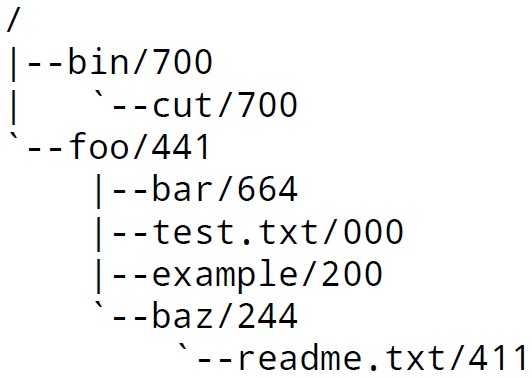 /
|--bin/700
|   `--cut/700
`--foo/441
    |--bar/664
    |--test.txt/000
    |--example/200
    `--baz/244
        `--readme.txt/411